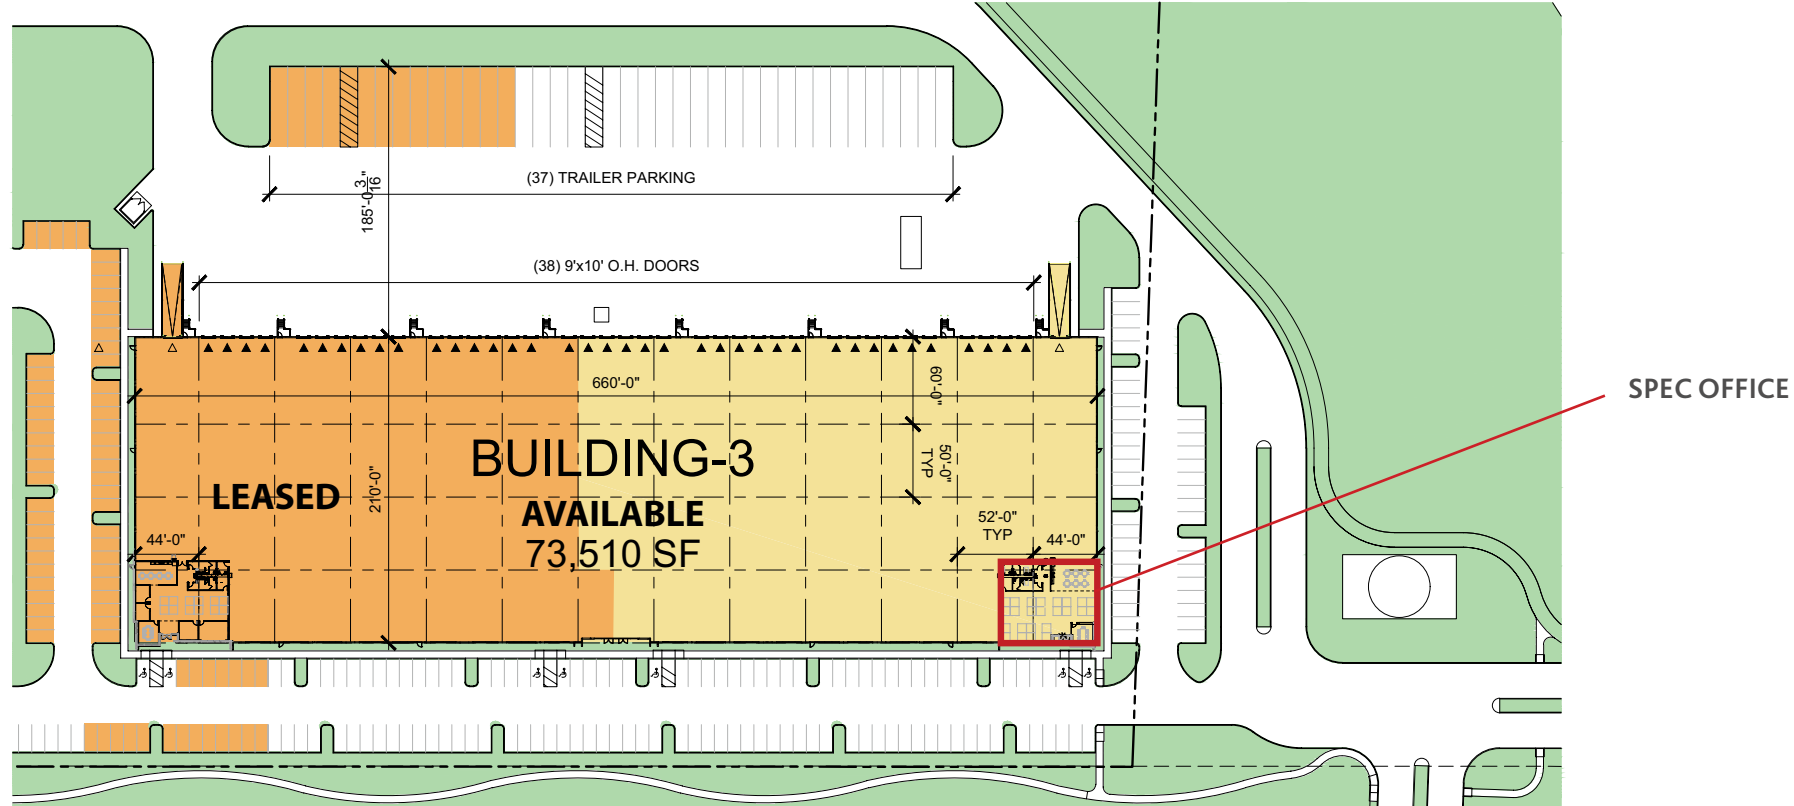 (37) TRAILER PARKING
185'-0 3/16"
(38) 9'x10' O.H. DOORS
660'-0"
60'-0"
SPEC OFFICE
BUILDING-3
50'-0"
TYP
LEASED
210'-0"
AVAILABLE
73,510 SF
52'-0"
TYP
44'-0"
44'-0"